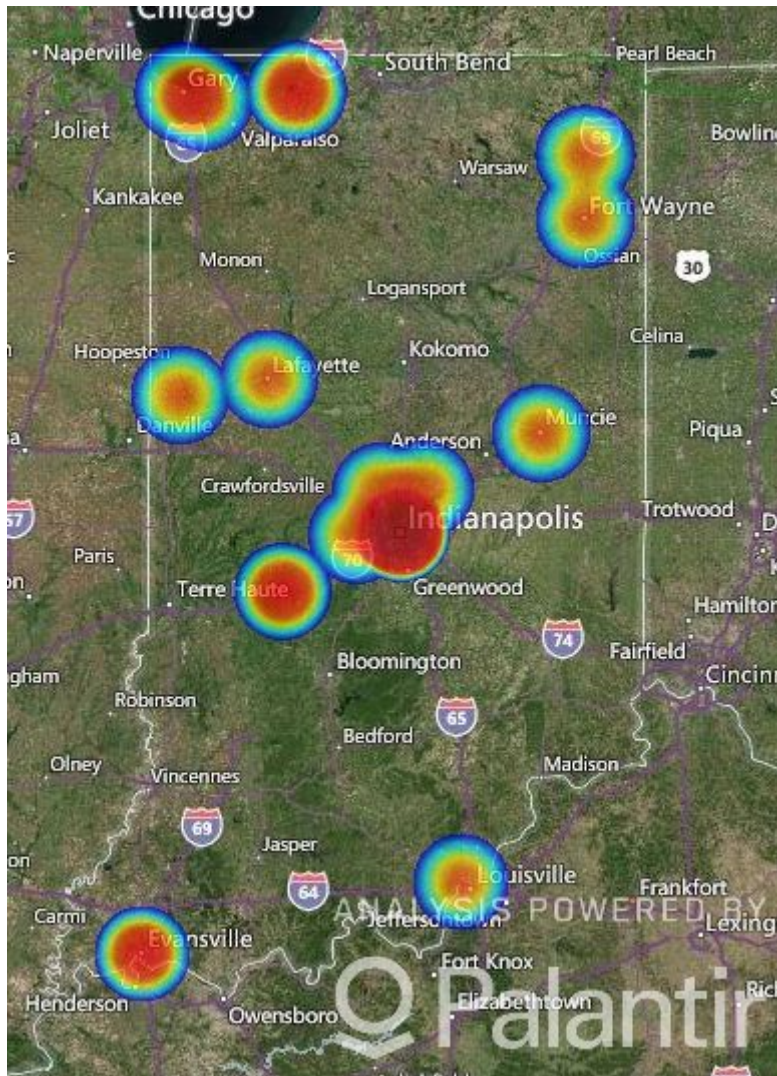 Chicago
Naperville
Gary
South Bend
Pearl Beach
Joliet
Valparaiso
69
Bowling
Warsaw
Kankakee
Fort Wayne
Ossian
30
Monon
Logansport
Hoopeston
Lafayette
Kokomo
Celina
Danville
Muncie
Piqua
Anderson
Crawfordsville
57
Indianapolis
Trotwood
Paris
70
Terre Haute
Greenwood
Hamilton
74
Fairfield
Bloomington
gham
Cincinn
Robinson
65
Bedford
Olney
Vincennes
Madison
69
Jasper
on
64
Louisville
Frankfort
ANALYSIS POWERED BY
Carmi
Jeffersontown
Lexing
Evansville
Fort Knox
Henderson
Owensboro
Elizabethtown
Palantir